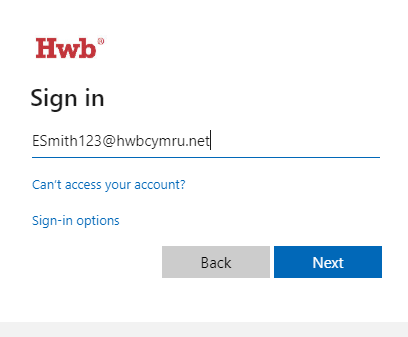 Hwb®
Sign in
ESmith123@hwbcymru.net
Can't access your account?
Sign-in options
Back
Next